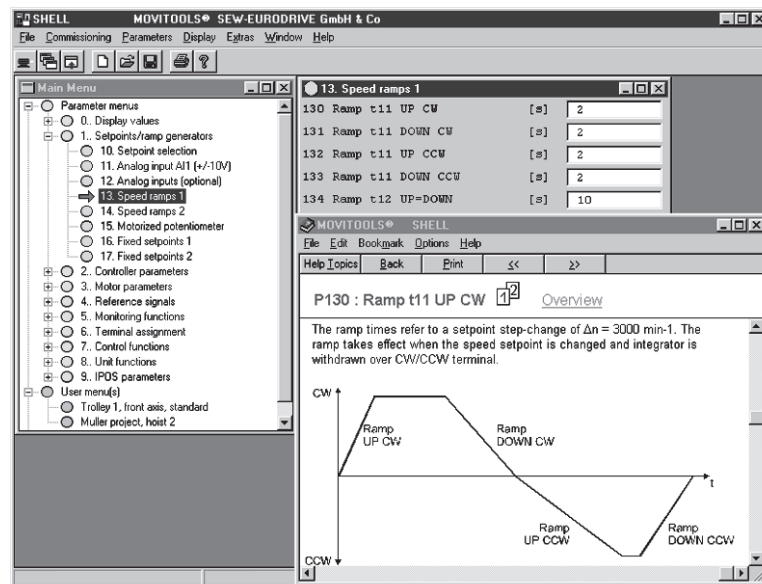 SHELL MOVITOOLS® SEW-EURODRIVE GmbH & Co
File Commissioning Parameters Display Extras Window Help
Main Menu
Parameter menus
0.. Display values
1.. Setpoints/ramp generators
10. Setpoint selection
11. Analog input AI1 (+/-10V)
12. Analog inputs (optional)
13. Speed ramps 1
14. Speed ramps 2
15. Motorized potentiometer
16. Fixed setpoints 1
17. Fixed setpoints 2
2.. Controller parameters
3.. Motor parameters
4.. Reference signals
5.. Monitoring functions
6.. Terminal assignment
7.. Control functions
8.. Unit functions
9.. IPOS parameters
User menu(s)
Trolley 1, front axis, standard
Muller project, hoist 2
13. Speed ramps 1
130 Ramp t11 UP CW [s] 2
131 Ramp t11 DOWN CW [s] 2
132 Ramp t11 UP CCW [s] 2
133 Ramp t11 DOWN CCW [s] 2
134 Ramp t12 UP=DOWN [s] 10
MOVITOOLS® SHELL
File Edit Bookmark Options Help
Help Topics Back Print << >>
P130 : Ramp t11 UP CW 1 2 Overview
The ramp times refer to a setpoint step-change of Δn = 3000 min-1. The
ramp takes effect when the speed setpoint is changed and integrator is
withdrawn over CW/CCW terminal.
CW
Ramp
UP CW
Ramp
DOWN CW
t
Ramp
UP CCW
Ramp
DOWN CCW
CCW